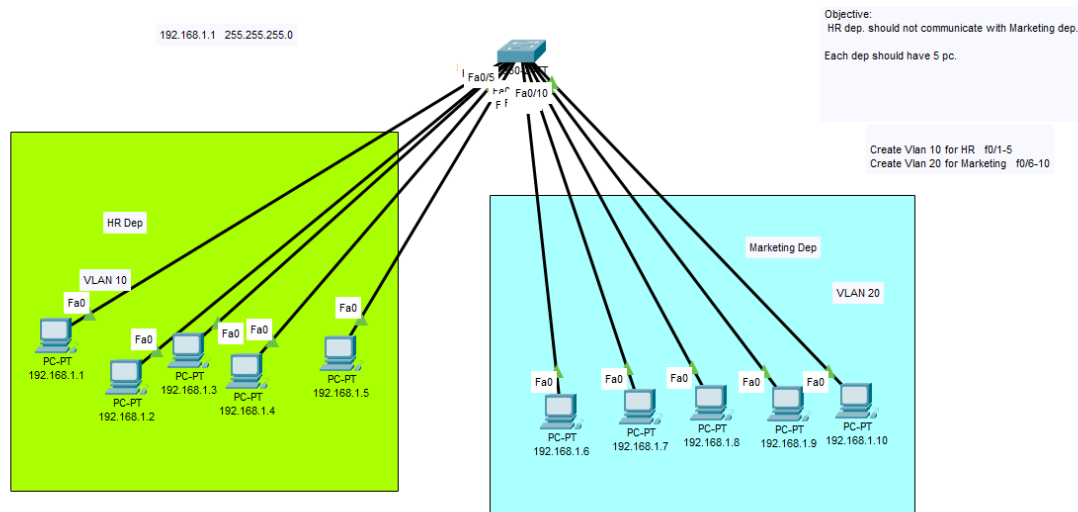 Objective:
HR dep. should not communicate with Marketing dep.
Each dep should have 5 pc.
192.168.1.1   255.255.255.0
Fa0/5
Fa0/10
Create Vlan 10 for HR   f0/1-5
Create Vlan 20 for Marketing   f0/6-10
HR Dep
VLAN 10
Marketing Dep
VLAN 20
Fa0
Fa0
Fa0
Fa0
Fa0
PC-PT
192.168.1.1
PC-PT
192.168.1.2
PC-PT
192.168.1.3
PC-PT
192.168.1.4
PC-PT
192.168.1.5
Fa0
Fa0
Fa0
Fa0
Fa0
PC-PT
192.168.1.6
PC-PT
192.168.1.7
PC-PT
192.168.1.8
PC-PT
192.168.1.9
PC-PT
192.168.1.10